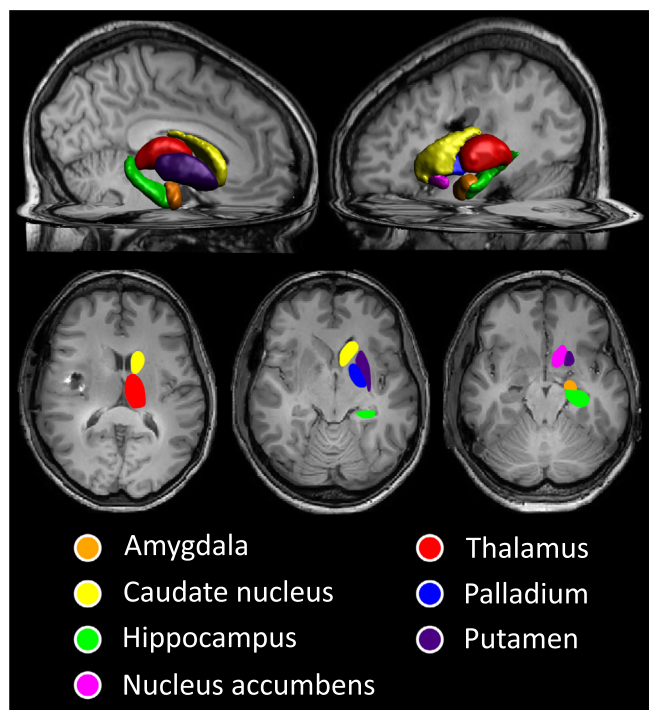 Amygdala
Thalamus
Caudate nucleus
Palladium
Hippocampus
Putamen
Nucleus accumbens